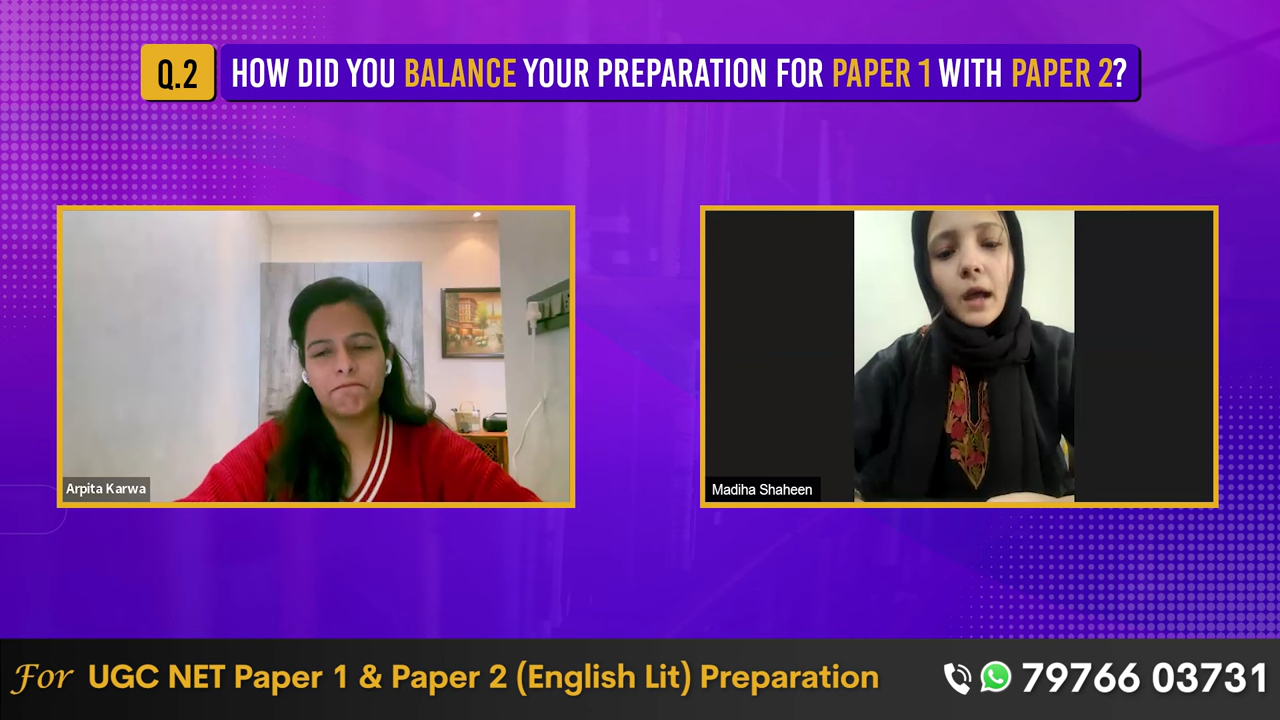 Q.2 HOW DID YOU BALANCE YOUR PREPARATION FOR PAPER 1 WITH PAPER 2?
Arpita Karwa
Madiha Shaheen
For UGC NET Paper 1 & Paper 2 (English Lit) Preparation
79766 03731